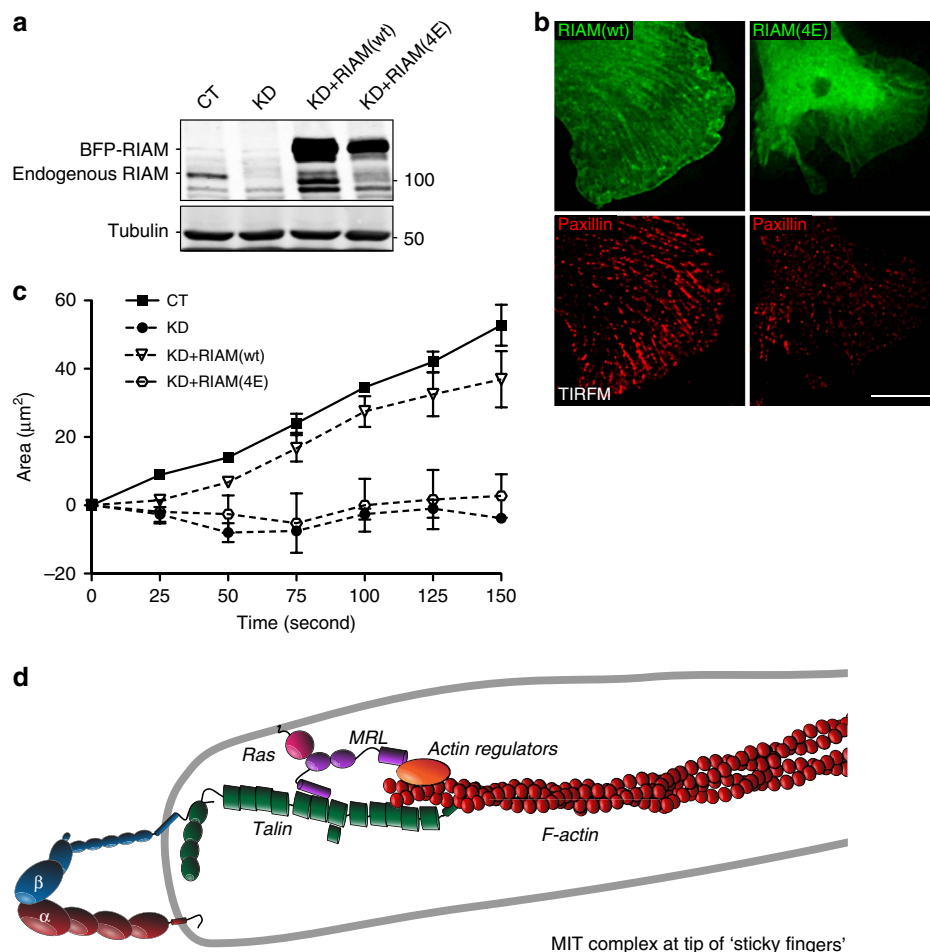 a
CT
KD
KD+RIAM(wt)
KD+RIAM(4E)
BFP-RIAM
Endogenous RIAM
100
Tubulin
50
b
RIAM(wt)
RIAM(4E)
Paxillin
Paxillin
TIRFM
c
60
40
20
0
–20
Area (μm²)
CT
KD
KD+RIAM(wt)
KD+RIAM(4E)
0 25 50 75 100 125 150
Time (second)
d
Ras
MRL
Actin regulators
Talin
F-actin
β
α
MIT complex at tip of ‘sticky fingers’